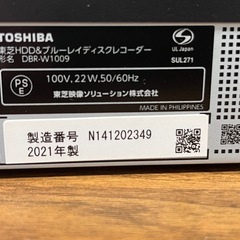 TOSHIBA
東芝HDD&ブルーレイディスクレコーダー
形名 DBR-W1009
PS
E
100V, 22W, 50/60Hz
東芝映像ソリューション株式会社
UL Japan
SUL271
MADE IN PHILIPPINES
製造番号 N141202349
2021年製